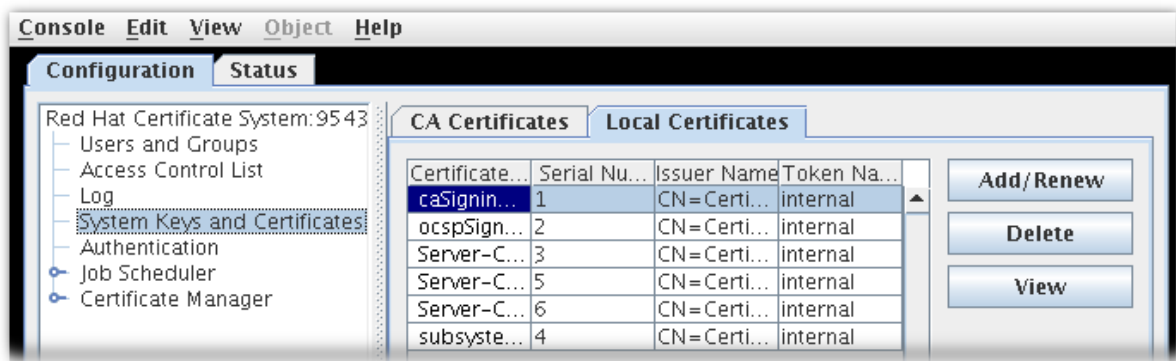 Console Edit View Object Help
Configuration Status
Red Hat Certificate System:9543
Users and Groups
Access Control List
Log
System Keys and Certificates
Authentication
Job Scheduler
Certificate Manager
CA Certificates Local Certificates
Certificate... Serial Nu... Issuer Name Token Na...
caSignin... 1 CN=Certi... internal
ocspSign... 2 CN=Certi... internal
Server-C... 3 CN=Certi... internal
Server-C... 5 CN=Certi... internal
Server-C... 6 CN=Certi... internal
subsyste... 4 CN=Certi... internal
Add/Renew
Delete
View